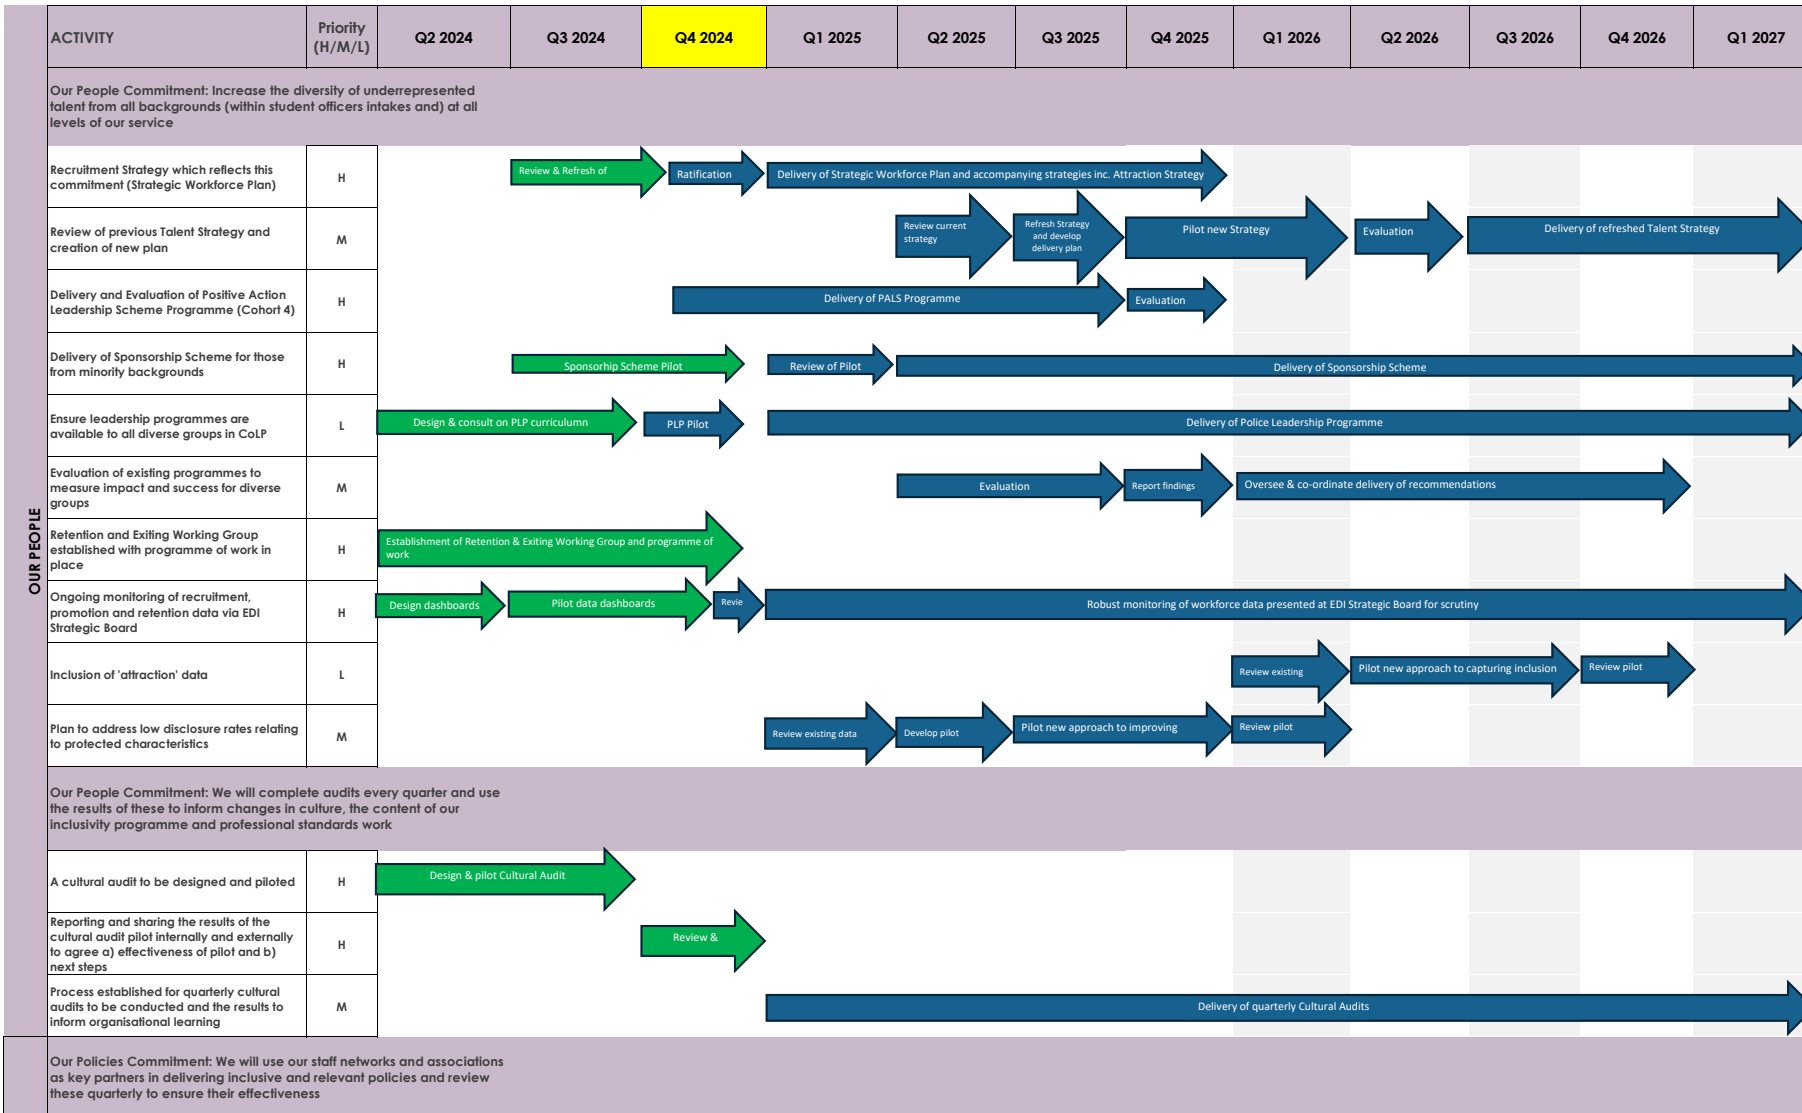 ACTIVITY
Priority
(H/M/L)
Q2 2024
Q3 2024
Q4 2024
Q1 2025
Q2 2025
Q3 2025
Q4 2025
Q1 2026
Q2 2026
Q3 2026
Q4 2026
Q1 2027
OUR PEOPLE
Our People Commitment: Increase the diversity of underrepresented
talent from all backgrounds (within student officers intakes and) at all
levels of our service
Recruitment Strategy which reflects this
commitment (Strategic Workforce Plan)
H
Review & Refresh of
Ratification
Delivery of Strategic Workforce Plan and accompanying strategies inc. Attraction Strategy
Review of previous Talent Strategy and
creation of new plan
M
Review current
strategy
Refresh Strategy
and develop
delivery plan
Pilot new Strategy
Evaluation
Delivery of refreshed Talent Strategy
Delivery and Evaluation of Positive Action
Leadership Scheme Programme (Cohort 4)
H
Delivery of PALS Programme
Evaluation
Delivery of Sponsorship Scheme for those
from minority backgrounds
H
Sponsorhip Scheme Pilot
Review of Pilot
Delivery of Sponsorship Scheme
Ensure leadership programmes are
available to all diverse groups in CoLP
L
Design & consult on PLP curriculumn
PLP Pilot
Delivery of Police Leadership Programme
Evaluation of existing programmes to
measure impact and success for diverse
groups
M
Evaluation
Report findings
Oversee & co-ordinate delivery of recommendations
Retention and Exiting Working Group
established with programme of work in
place
H
Establishment of Retention & Exiting Working Group and programme of
work
Ongoing monitoring of recruitment,
promotion and retention data via EDI
Strategic Board
H
Design dashboards
Pilot data dashboards
Revie
Robust monitoring of workforce data presented at EDI Strategic Board for scrutiny
Inclusion of 'attraction' data
L
Review existing
Pilot new approach to capturing inclusion
Review pilot
Plan to address low disclosure rates relating
to protected characteristics
M
Review existing data
Develop pilot
Pilot new approach to improving
Review pilot
Our People Commitment: We will complete audits every quarter and use
the results of these to inform changes in culture, the content of our
inclusivity programme and professional standards work
A cultural audit to be designed and piloted
H
Design & pilot Cultural Audit
Reporting and sharing the results of the
cultural audit pilot internally and externally
to agree a) effectiveness of pilot and b)
next steps
H
Review &
Process established for quarterly cultural
audits to be conducted and the results to
inform organisational learning
M
Delivery of quarterly Cultural Audits
Our Policies Commitment: We will use our staff networks and associations
as key partners in delivering inclusive and relevant policies and review
these quarterly to ensure their effectiveness